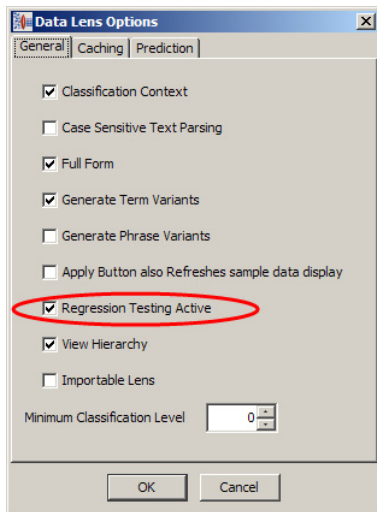 Data Lens Options
General Caching Prediction
Classification Context
Case Sensitive Text Parsing
Full Form
Generate Term Variants
Generate Phrase Variants
Apply Button also Refreshes sample data display
Regression Testing Active
View Hierarchy
Importable Lens
Minimum Classification Level 0
OK Cancel